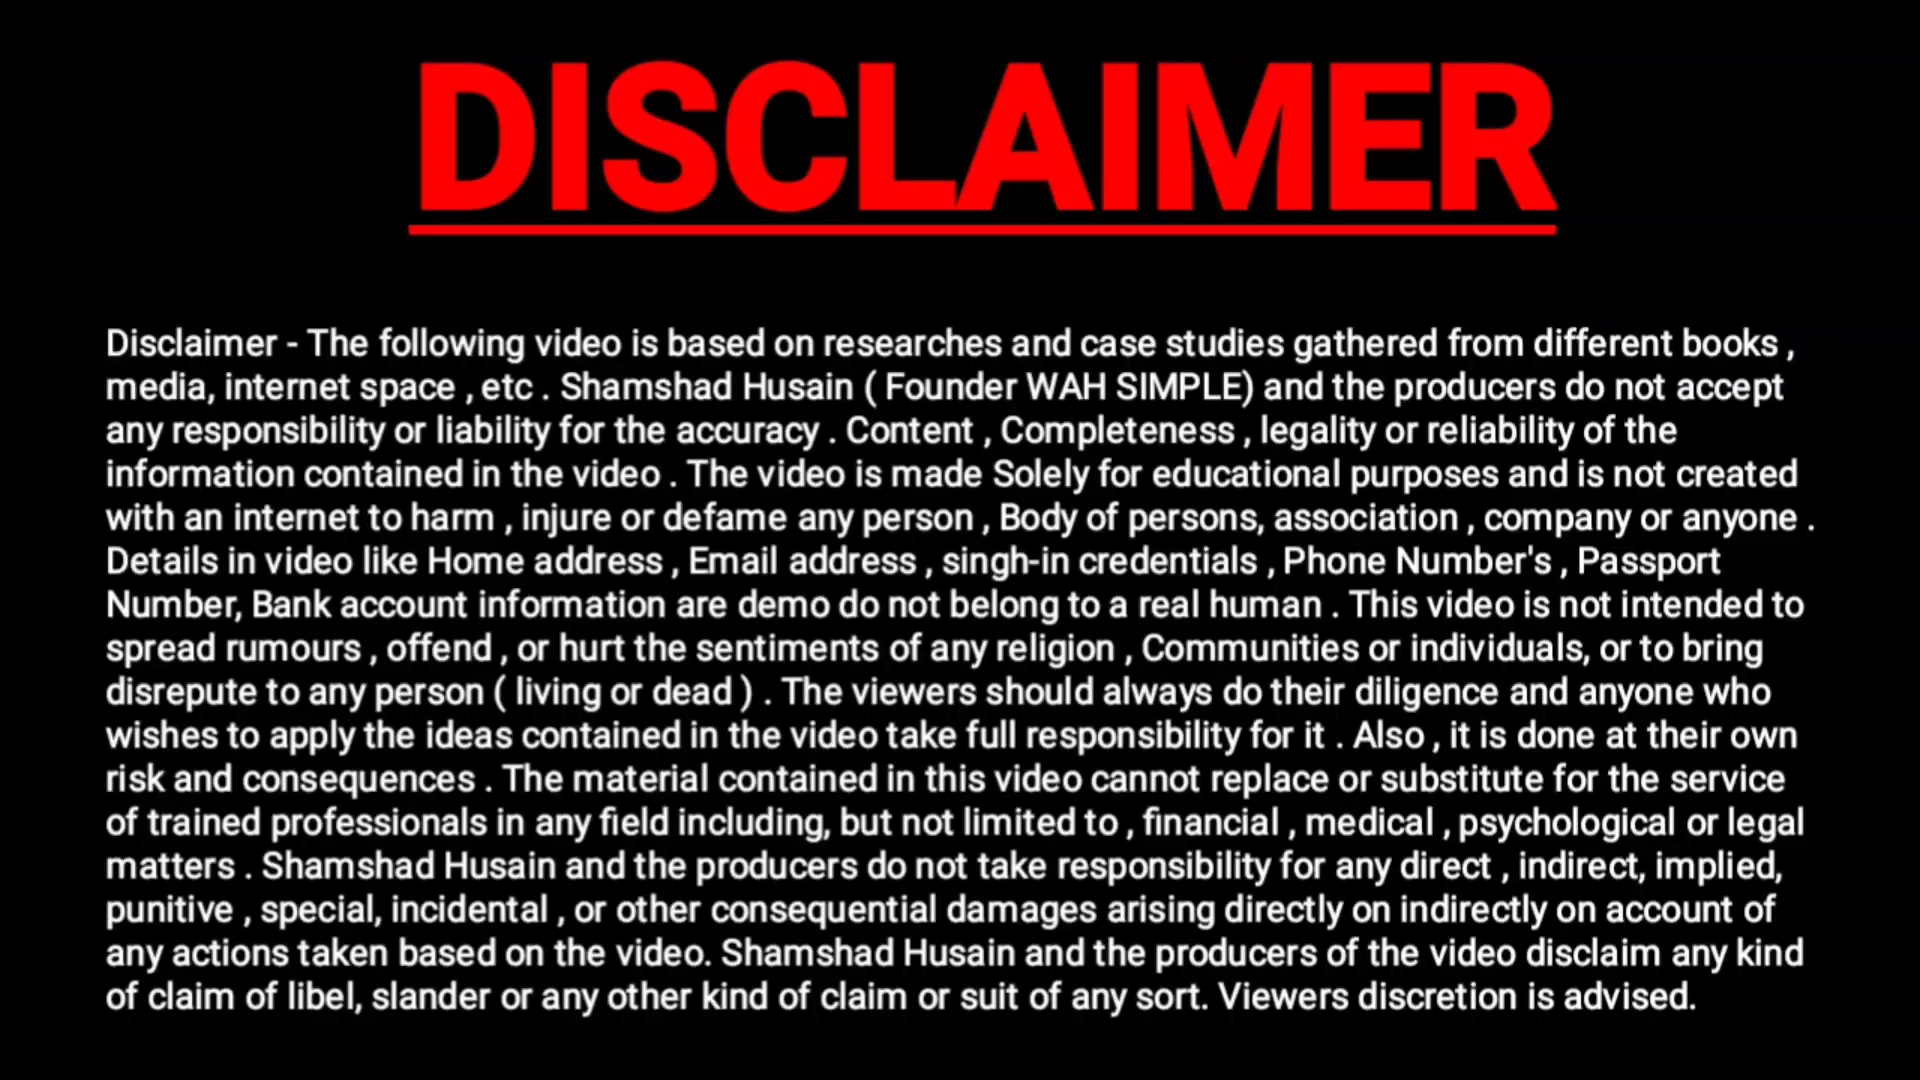 DISCLAIMER
Disclaimer - The following video is based on researches and case studies gathered from different books ,
media, internet space , etc . Shamshad Husain ( Founder WAH SIMPLE) and the producers do not accept
any responsibility or liability for the accuracy . Content , Completeness , legality or reliability of the
information contained in the video . The video is made Solely for educational purposes and is not created
with an internet to harm , injure or defame any person , Body of persons, association , company or anyone .
Details in video like Home address , Email address , singh-in credentials , Phone Number's , Passport
Number, Bank account information are demo do not belong to a real human . This video is not intended to
spread rumours , offend , or hurt the sentiments of any religion , Communities or individuals, or to bring
disrepute to any person ( living or dead ) . The viewers should always do their diligence and anyone who
wishes to apply the ideas contained in the video take full responsibility for it . Also , it is done at their own
risk and consequences . The material contained in this video cannot replace or substitute for the service
of trained professionals in any field including, but not limited to , financial , medical , psychological or legal
matters . Shamshad Husain and the producers do not take responsibility for any direct , indirect, implied,
punitive , special, incidental , or other consequential damages arising directly on indirectly on account of
any actions taken based on the video. Shamshad Husain and the producers of the video disclaim any kind
of claim of libel, slander or any other kind of claim or suit of any sort. Viewers discretion is advised.